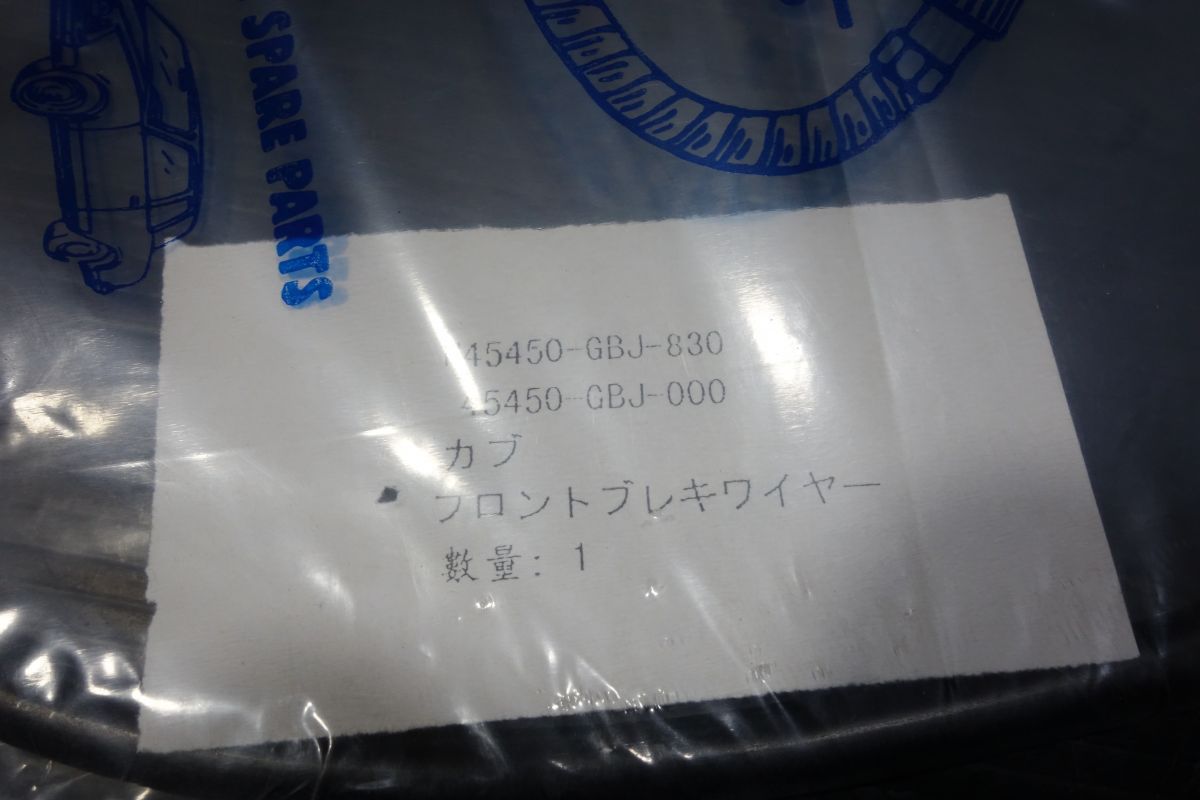 SPARE PARTS
45450-GBJ-830
45450-GBJ-000
カブ
フロントブレキワイヤー
数量: 1